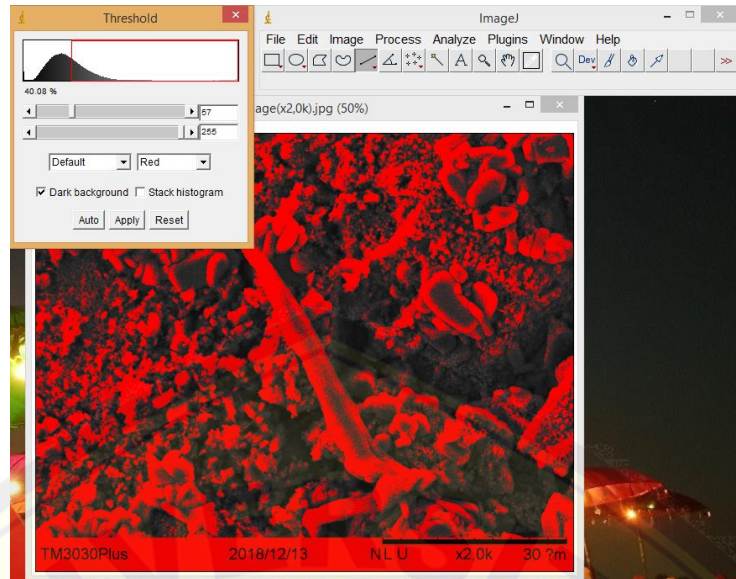 Threshold
40.08 %
57
255
Default
Red
Dark background
Stack histogram
Auto
Apply
Reset
ImageJ
File Edit Image Process Analyze Plugins Window Help
A
Dev
>>
age(x2,0k).jpg (50%)
TM3030Plus 2018/12/13 NL U x2,0k 30 ?m